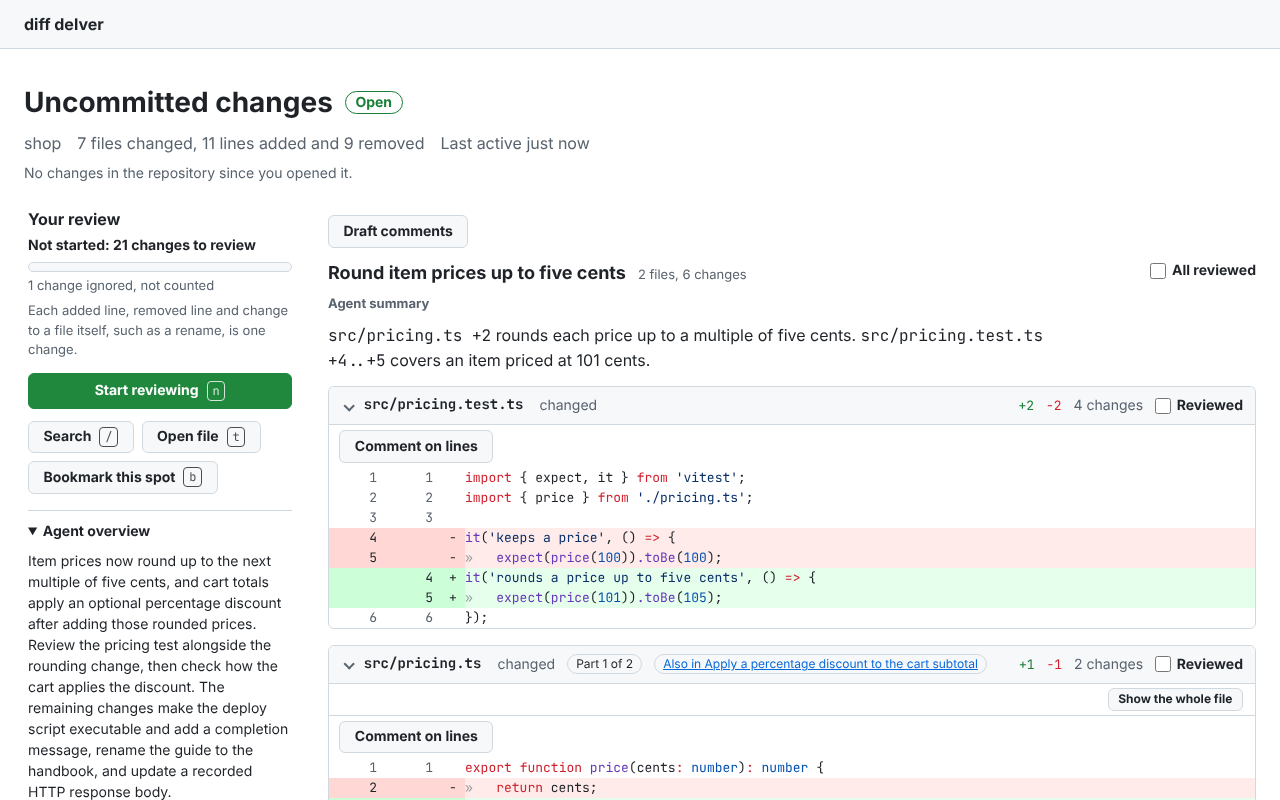 diff delver
Uncommitted changes Open
shop 7 files changed, 11 lines added and 9 removed Last active just now
No changes in the repository since you opened it.
Your review
Not started: 21 changes to review
1 change ignored, not counted
Each added line, removed line and change
to a file itself, such as a rename, is one
change.
Start reviewing n
Search / Open file t
Bookmark this spot b
▼ Agent overview
Item prices now round up to the next
multiple of five cents, and cart totals
apply an optional percentage discount
after adding those rounded prices.
Review the pricing test alongside the
rounding change, then check how the
cart applies the discount. The
remaining changes make the deploy
script executable and add a completion
message, rename the guide to the
handbook, and update a recorded
HTTP response body.
Draft comments
Round item prices up to five cents 2 files, 6 changes All reviewed
Agent summary
src/pricing.ts +2 rounds each price up to a multiple of five cents. src/pricing.test.ts
+4..+5 covers an item priced at 101 cents.
src/pricing.test.ts changed +2 -2 4 changes Reviewed
Comment on lines
1 1 import { expect, it } from 'vitest';
2 2 import { price } from './pricing.ts';
3 3
4 - it('keeps a price', () => {
5 - » expect(price(100)).toBe(100);
4 + it('rounds a price up to five cents', () => {
5 + » expect(price(101)).toBe(105);
6 6 });
src/pricing.ts changed Part 1 of 2 Also in Apply a percentage discount to the cart subtotal +1 -1 2 changes Reviewed
Show the whole file
Comment on lines
1 1 export function price(cents: number): number {
2 - » return cents;